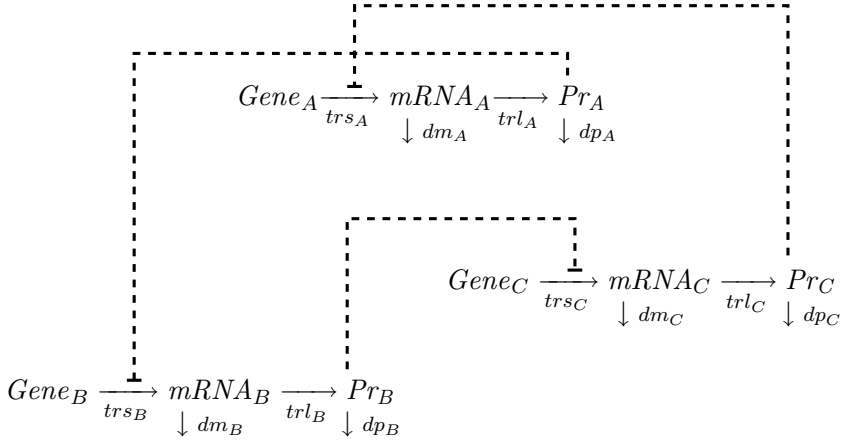 Gene_A → mRNA_A → Pr_A
trs_A trl_A
↓ dm_A ↓ dp_A
Gene_C → mRNA_C → Pr_C
trs_C trl_C
↓ dm_C ↓ dp_C
Gene_B → mRNA_B → Pr_B
trs_B trl_B
↓ dm_B ↓ dp_B